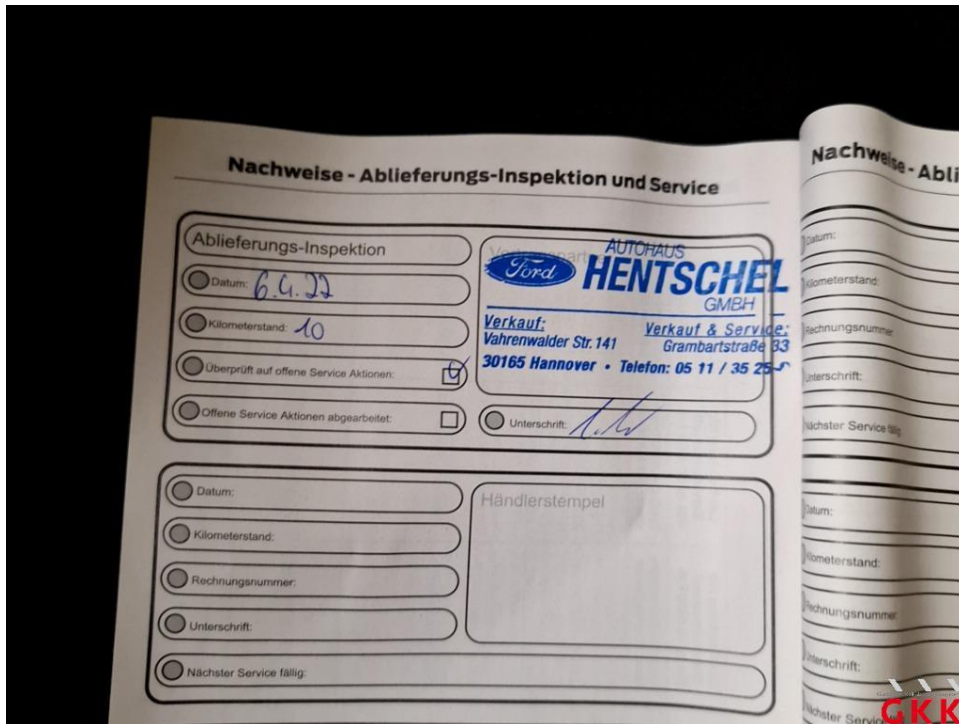 Nachweise - Ablieferungs-Inspektion und Service
Ablieferungs-Inspektion
Datum: 6.4.22
Kilometerstand: 10
Überprüft auf offene Service Aktionen:
Offene Service Aktionen abgearbeitet:
AUTOHAUS
Ford HENTSCHEL
GMBH
Verkauf: Verkauf & Service:
Vahrenwalder Str. 141 Grambartstraße 33
30165 Hannover • Telefon: 05 11 / 35 25
Unterschrift:
Datum:
Kilometerstand:
Rechnungsnummer:
Unterschrift:
Nächster Service fällig:
Händlerstempel
Nachweise - Abli
Datum:
Kilometerstand:
Rechnungsnummer
Unterschrift:
Nächster Service fällig
Datum:
Kilometerstand:
Rechnungsnummer
Unterschrift:
Nächster Service
GKK